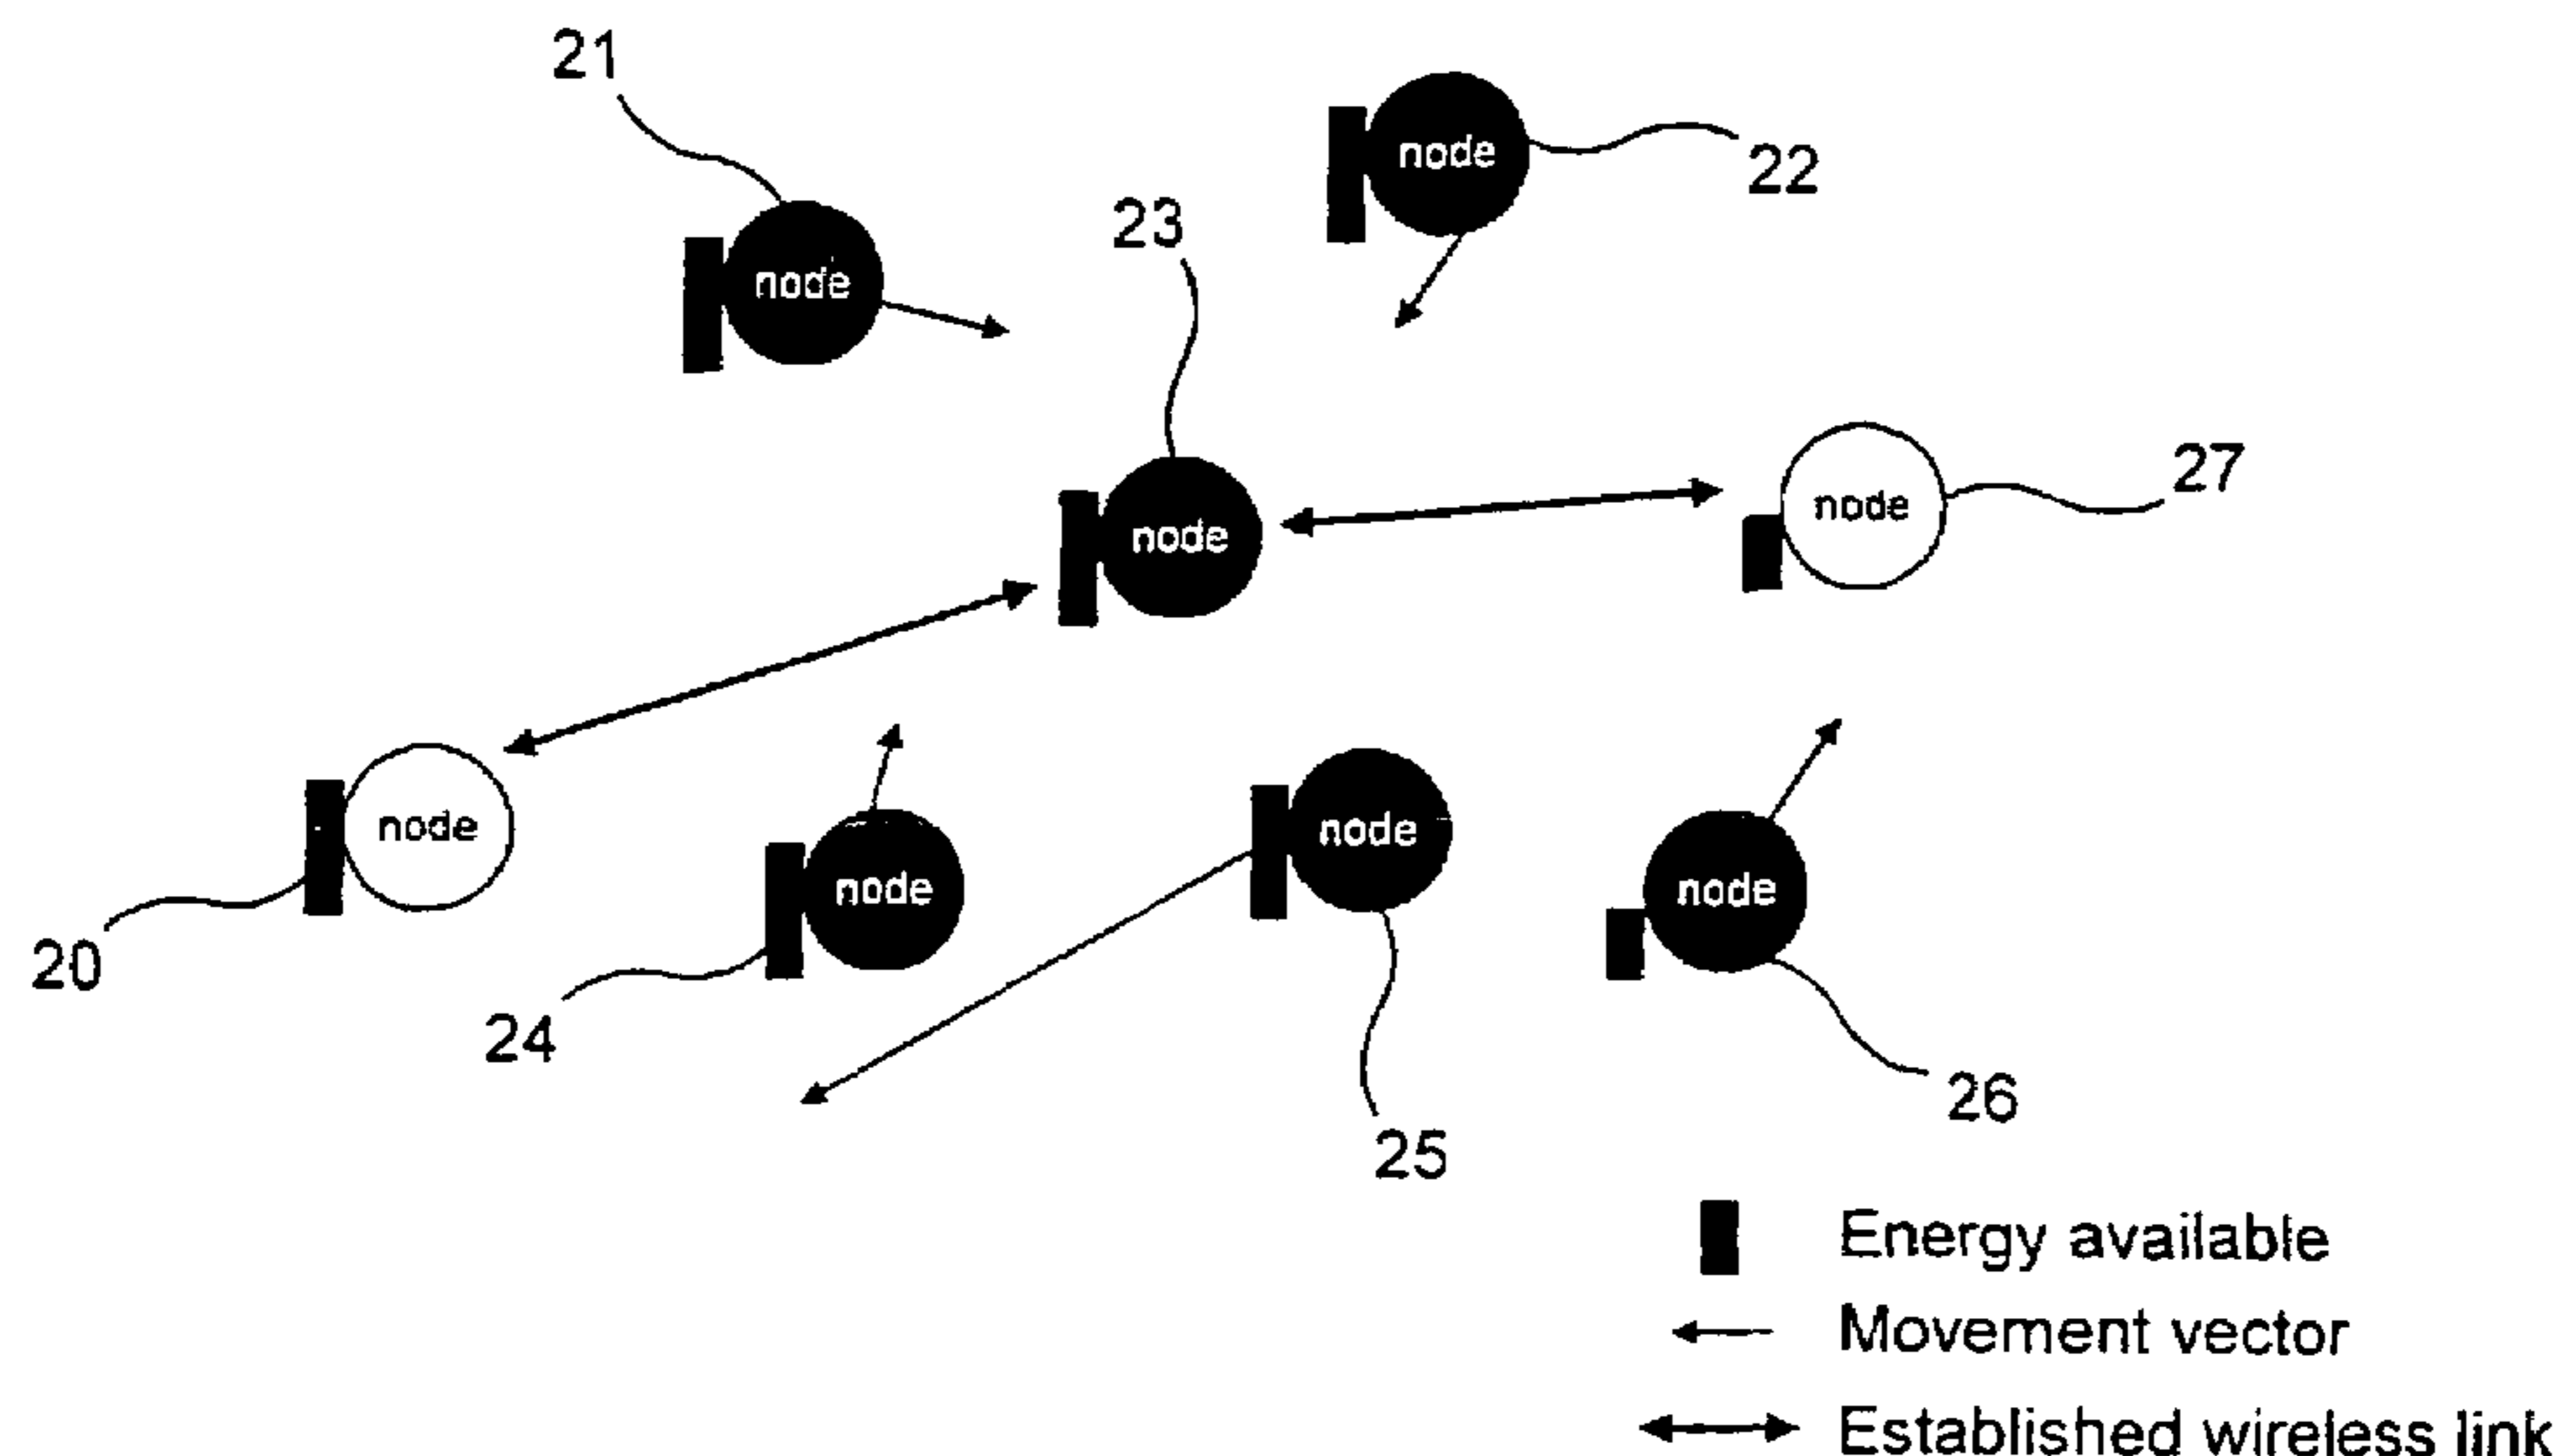 21
node
22
23
node
node
27
node
node
20
node
24
node
25
node
26
Energy available
Movement vector
Established wireless link